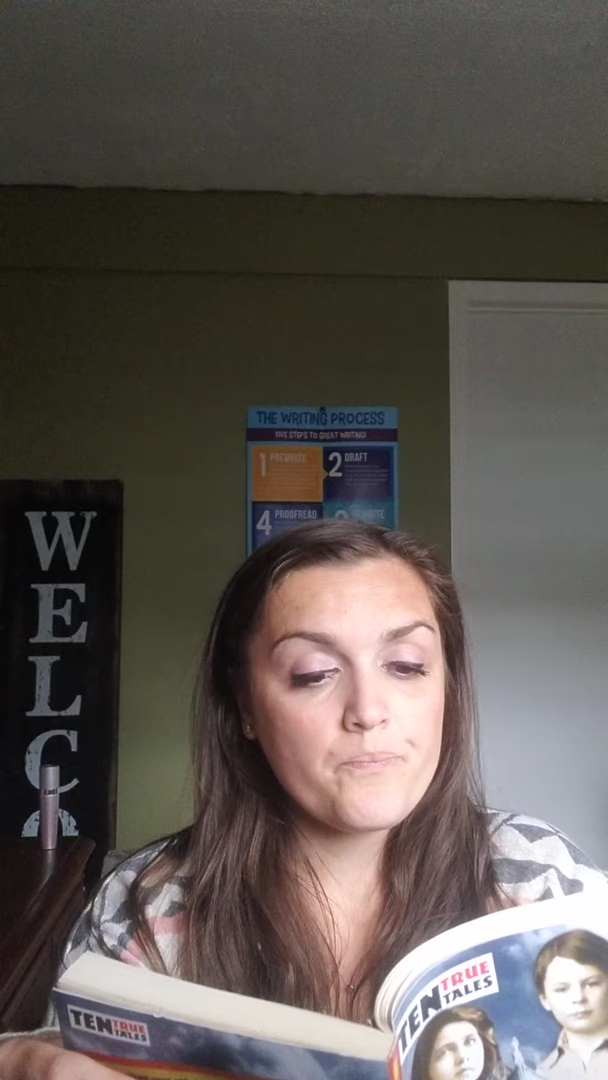 THE WRITING PROCESS
FIVE STEPS TO GREAT WRITING!
1 PREWRITE
2 DRAFT
4 PROOFREAD
WELCO
TEN TRUE TALES
TEN TRUE TALES